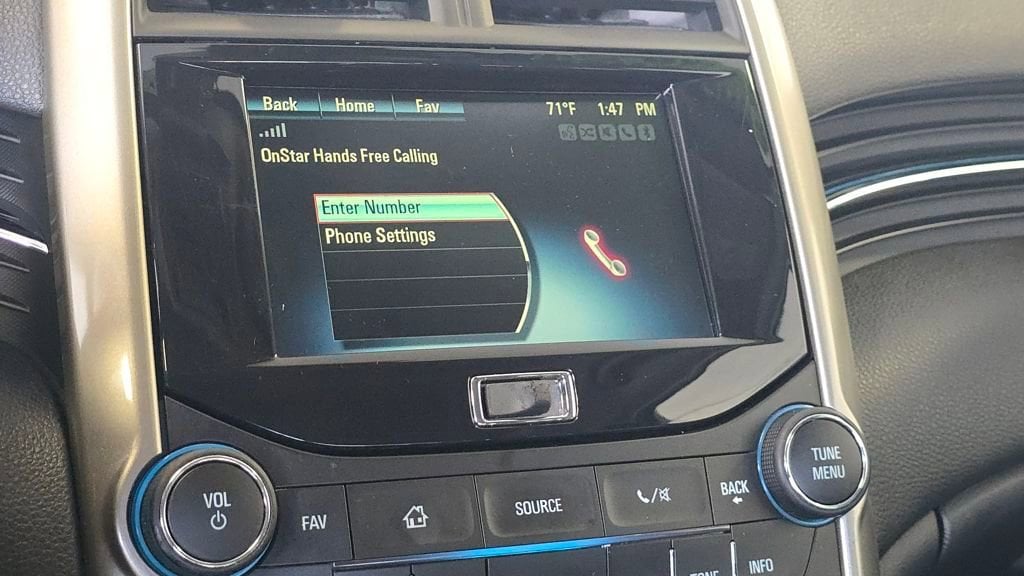 Back Home Fav 71°F 1:47 PM
OnStar Hands Free Calling
Enter Number
Phone Settings
VOL
FAV
SOURCE
BACK
TUNE
MENU
TONE
INFO